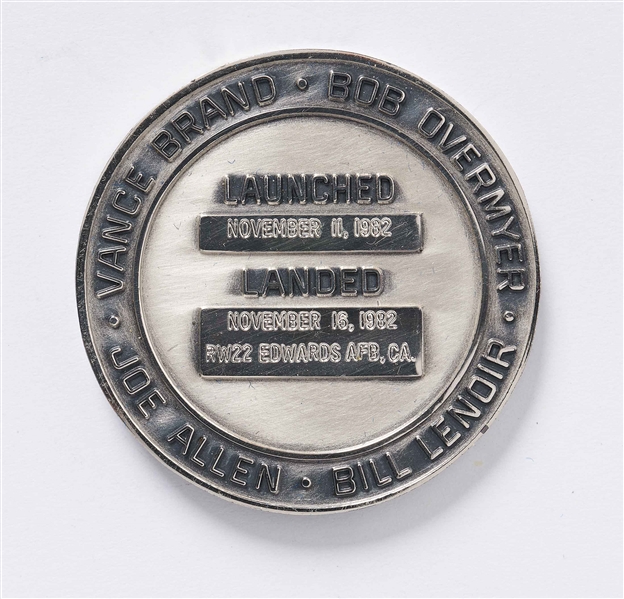 VANCE BRAND · BOB OVERMYER · BILL LENOIR · JOE ALLEN ·
LAUNCHED
NOVEMBER 11, 1982
LANDED
NOVEMBER 16, 1982
RW22 EDWARDS AFB, CA.